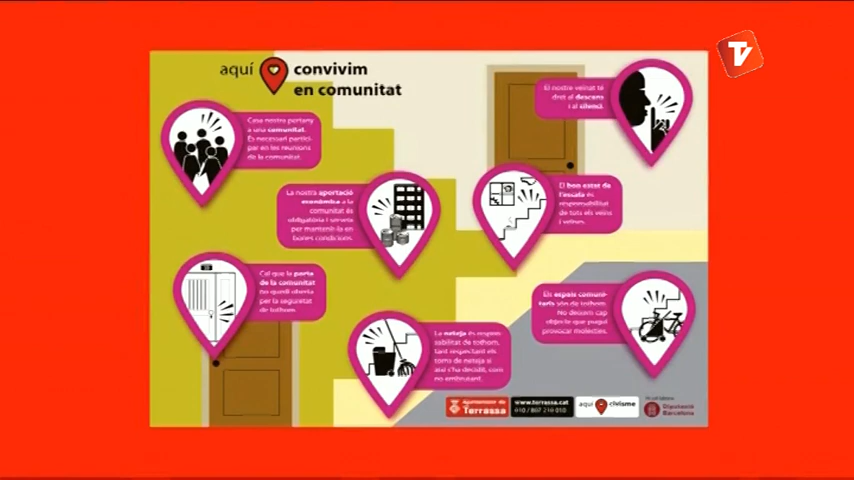 aquí convivim
en comunitat
Casa nostra pertany
a una comunitat.
És necessari partici-
par en les reunions
de la comunitat.
El nostre veïnat té
dret al descans
i al silenci.
La nostra aportació
econòmica a la
comunitat és
obligatòria i serveix
per mantenir-la en
bones condicions.
El bon estat de
l'escala és
responsabilitat
de tots els veïns
i veïnes.
Cal que la porta
de la comunitat
no quedi oberta
per la seguretat
de tothom.
Els espais comuni-
taris són de tothom.
No deixem cap
objecte que pugui
provocar molèsties.
La neteja és respon-
sabilitat de tothom,
tant respectant els
torns de neteja si
així s'ha decidit, com
no embrutant.
Ajuntament de
Terrassa
www.terrassa.cat
010 / 807 216 010
aquí civisme
Diputació
Barcelona